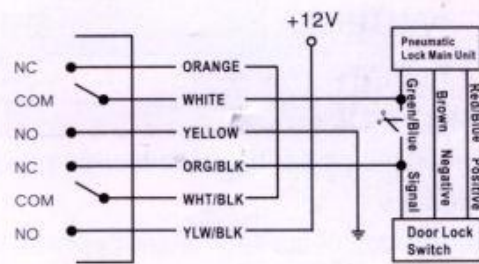 +12V
NC
ORANGE
COM
WHITE
NO
YELLOW
NC
ORG/BLK
COM
WHT/BLK
NO
YLW/BLK
Pneumatic
Lock Main Unit
Green/Blue Signal
Brown Negative
Red/Blue Positive
Door Lock
Switch